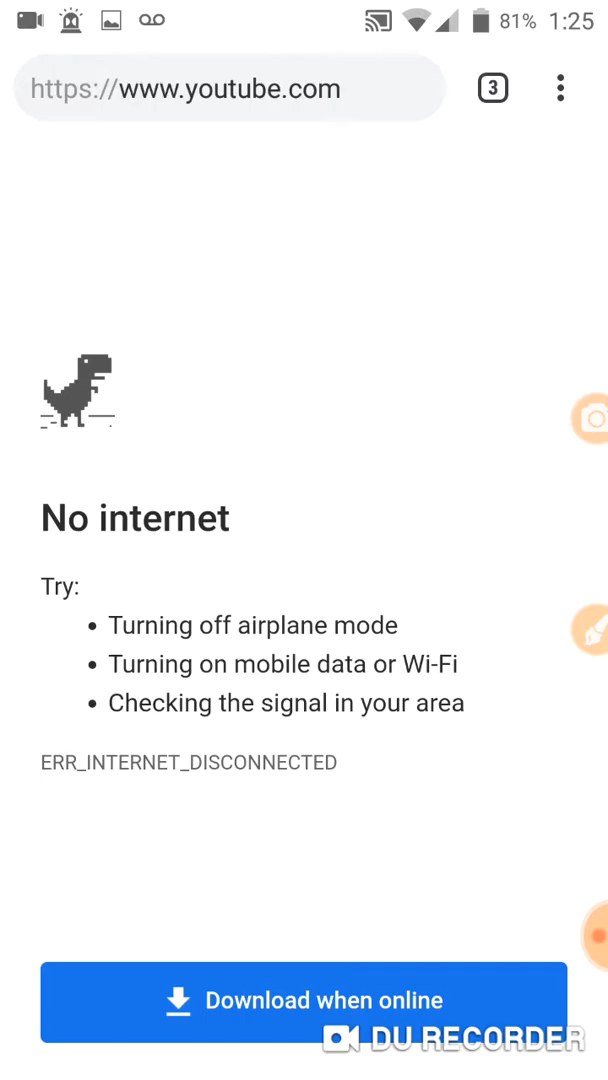 81% 1:25
https://www.youtube.com 3
No internet
Try:
• Turning off airplane mode
• Turning on mobile data or Wi-Fi
• Checking the signal in your area
ERR_INTERNET_DISCONNECTED
Download when online
DU RECORDER